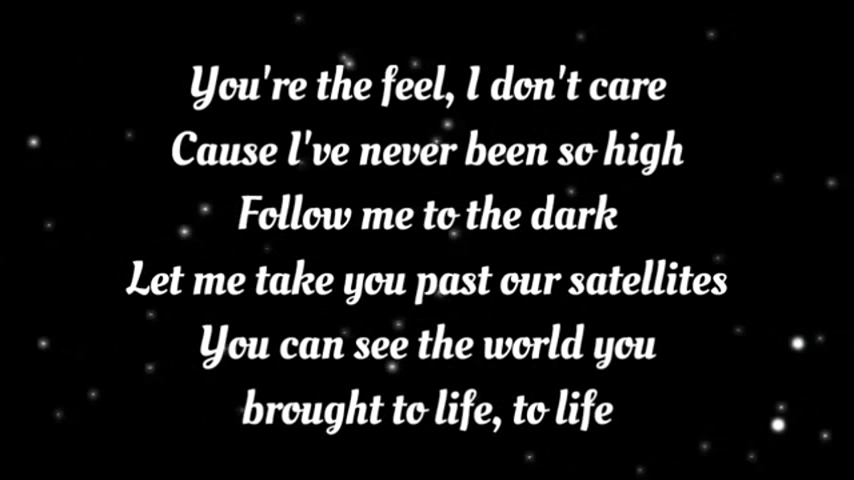 You're the feel, I don't care
Cause I've never been so high
Follow me to the dark
Let me take you past our satellites
You can see the world you
brought to life, to life